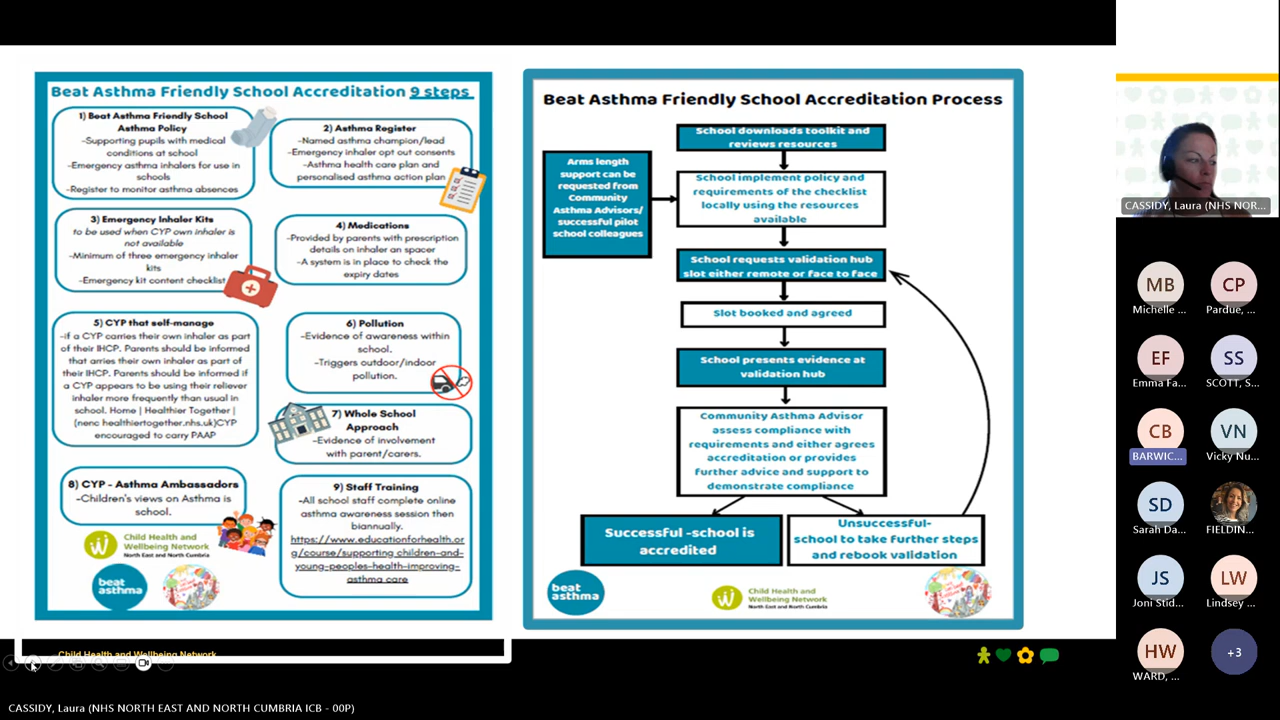 Beat Asthma Friendly School Accreditation 9 steps
1) Beat Asthma Friendly School
Asthma Policy
-Supporting pupils with medical
conditions at school
-Emergency asthma inhalers for use in
schools
-Register to monitor asthma absences
2) Asthma Register
-Named asthma champion/lead
-Emergency inhaler opt out consents
-Asthma health care plan and
personalised asthma action plan
3) Emergency Inhaler Kits
to be used when CYP own inhaler is
not available
-Minimum of three emergency inhaler
kits
-Emergency kit content checklist
4) Medications
-Provided by parents with prescription
details on inhaler an spacer
-A system is in place to check the
expiry dates
5) CYP that self-manage
-if a CYP carries their own inhaler as part
of their IHCP. Parents should be informed
that arries their own inhaler as part of
their IHCP. Parents should be informed if
a CYP appears to be using their reliever
inhaler more frequently than usual in
school. Home | Healthier Together |
(nenc healthiertogether.nhs.uk)CYP
encouraged to carry PAAP
6) Pollution
-Evidence of awareness within
school.
-Triggers outdoor/indoor
pollution.
7) Whole School
Approach
-Evidence of involvement
with parent/carers.
8) CYP - Asthma Ambassadors
-Children's views on Asthma is
school.
9) Staff Training
-All school staff complete online
asthma awareness session then
biannually.
https://www.educationforhealth.or
g/course/supporting_children-and-
young-peoples-health-improving-
asthma care
Child Health and
Wellbeing Network
North East and North Cumbria
beat
asthma
Beat Asthma Friendly School Accreditation Process
School downloads toolkit and
reviews resources
Arms length
support can be
requested from
Community
Asthma Advisors/
successful pilot
school colleagues
School implement policy and
requirements of the checklist
locally using the resources
available
School requests validation hub
slot either remote or face to face
Slot booked and agreed
School presents evidence at
validation hub
Community Asthma Advisor
assess compliance with
requirements and either agrees
accreditation or provides
further advice and support to
demonstrate compliance
Successful -school is
accredited
Unsuccessful-
school to take further steps
and rebook validation
beat
asthma
Child Health and
Wellbeing Network
North East and North Cumbria
Child Health and Wellbeing Network
CASSIDY, Laura (NHS NORTH EAST AND NORTH CUMBRIA ICB - 00P)
CASSIDY, Laura (NHS NOR...
MB
Michelle ...
CP
Pardue, ...
EF
Emma Fa...
SS
SCOTT, S...
CB
BARWIC...
VN
Vicky Nu...
SD
Sarah Da...
FIELDIN...
JS
Joni Stid...
LW
Lindsey ...
HW
WARD, ...
+3